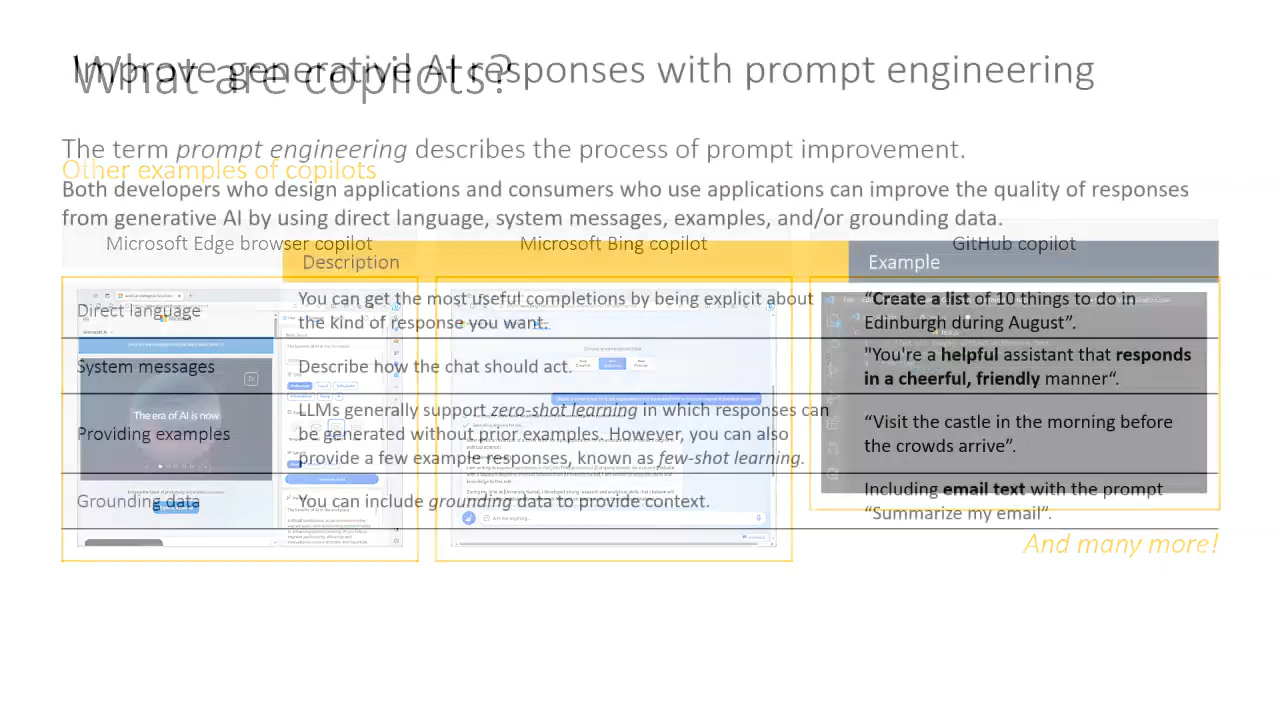 Improve generative AI responses with prompt engineering
What are copilots?
The term prompt engineering describes the process of prompt improvement.
Other examples of copilots
Both developers who design applications and consumers who use applications can improve the quality of responses
from generative AI by using direct language, system messages, examples, and/or grounding data.
Microsoft Edge browser copilot
Microsoft Bing copilot
GitHub copilot
Description
Example
Direct language
You can get the most useful completions by being explicit about
the kind of response you want.
“Create a list of 10 things to do in
Edinburgh during August”.
System messages
Describe how the chat should act.
"You're a helpful assistant that responds
in a cheerful, friendly manner“.
Providing examples
LLMs generally support zero-shot learning in which responses can
be generated without prior examples. However, you can also
provide a few example responses, known as few-shot learning.
“Visit the castle in the morning before
the crowds arrive”.
Grounding data
You can include grounding data to provide context.
Including email text with the prompt
“Summarize my email”.
The era of AI is now
And many more!